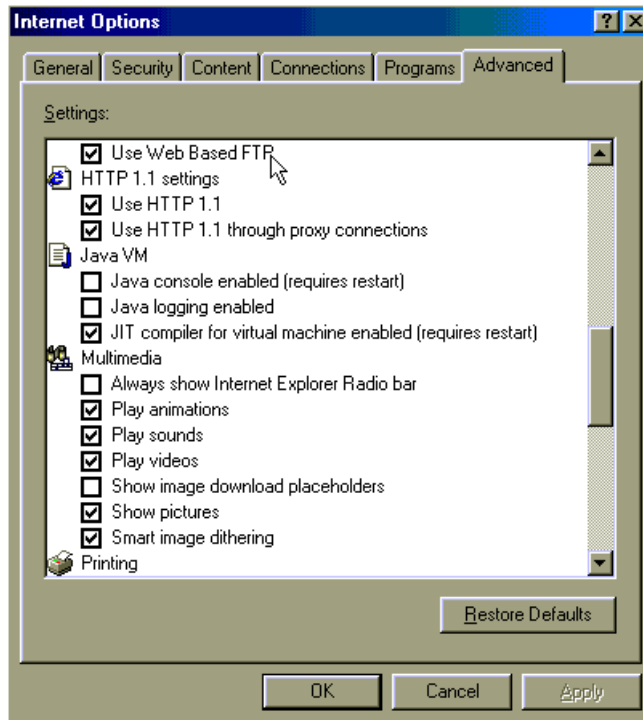 Internet Options
General Security Content Connections Programs Advanced
Settings:
Use Web Based FTP
HTTP 1.1 settings
Use HTTP 1.1
Use HTTP 1.1 through proxy connections
Java VM
Java console enabled (requires restart)
Java logging enabled
JIT compiler for virtual machine enabled (requires restart)
Multimedia
Always show Internet Explorer Radio bar
Play animations
Play sounds
Play videos
Show image download placeholders
Show pictures
Smart image dithering
Printing
Restore Defaults
OK Cancel Apply